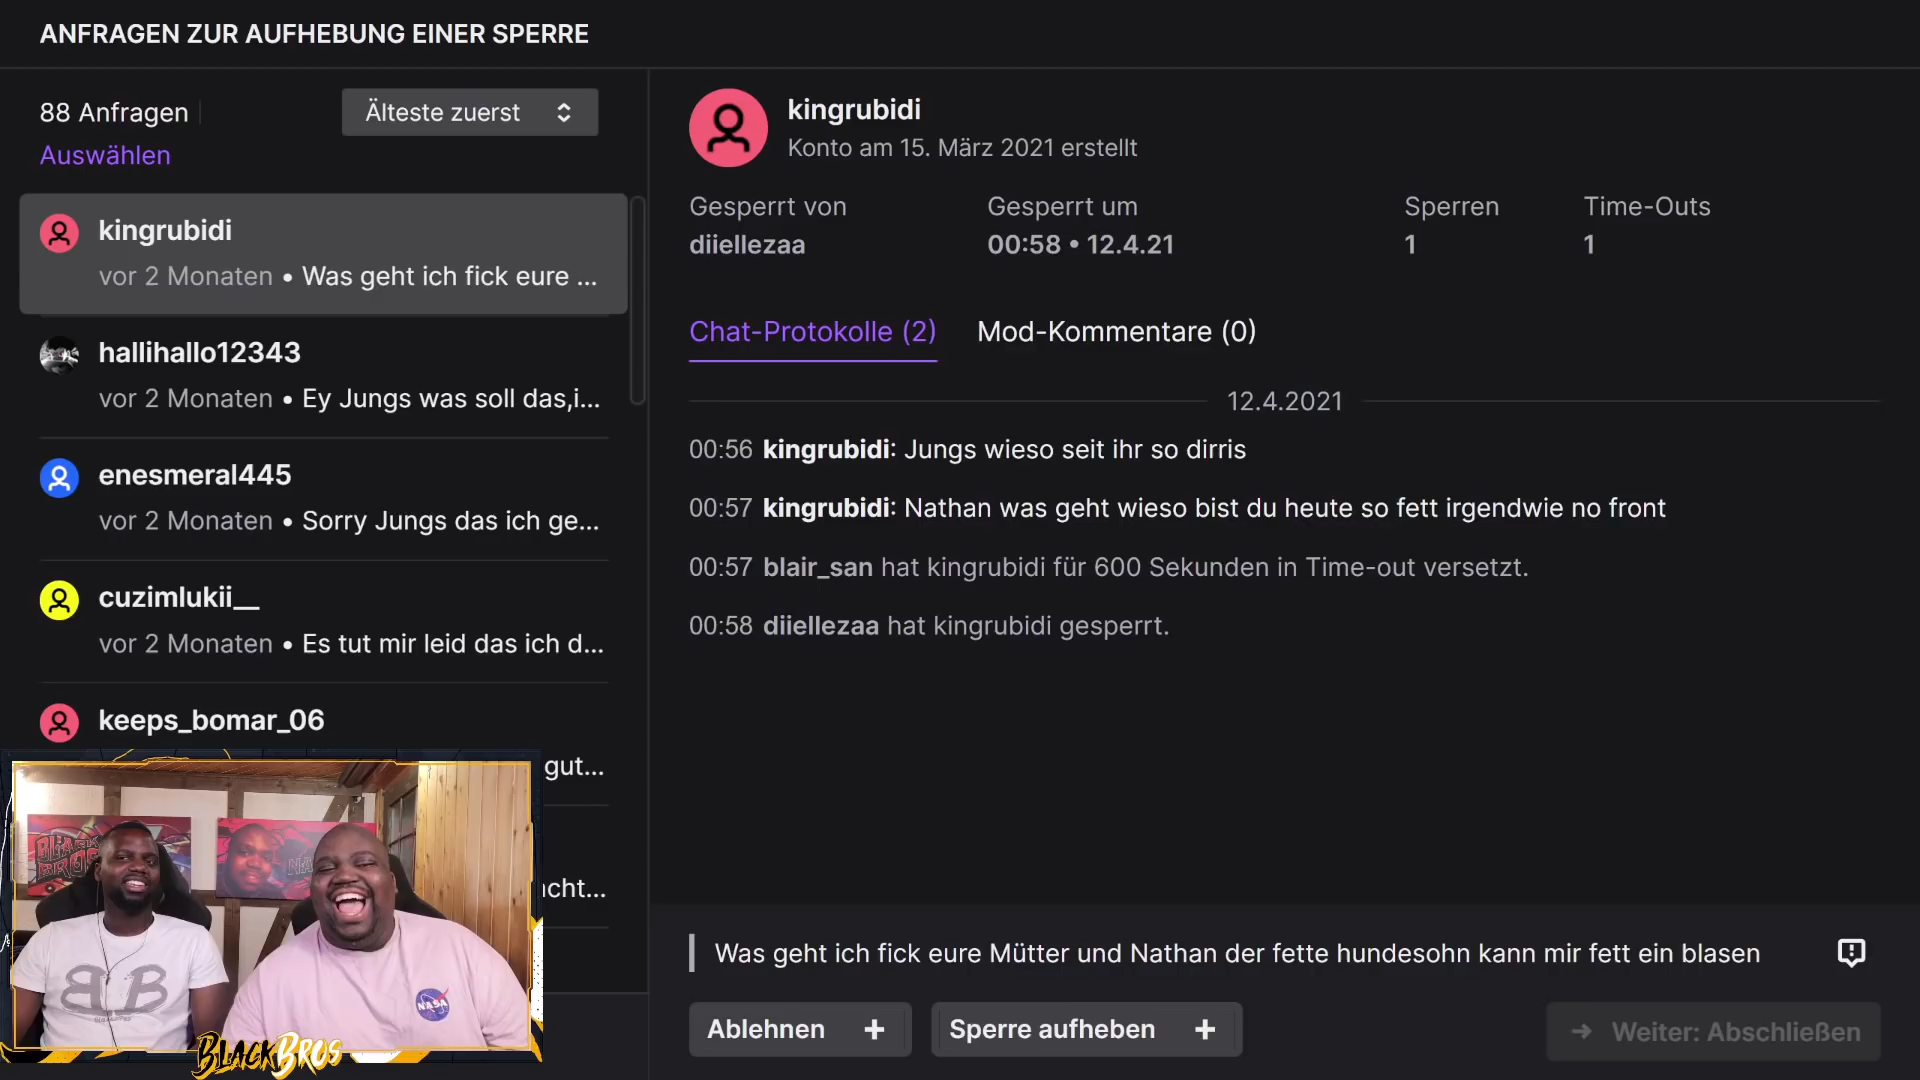 ANFRAGEN ZUR AUFHEBUNG EINER SPERRE
88 Anfragen
Älteste zuerst
Auswählen
kingrubidi
vor 2 Monaten • Was geht ich fick eure ...
hallihallo12343
vor 2 Monaten • Ey Jungs was soll das,i...
enesmeral445
vor 2 Monaten • Sorry Jungs das ich ge...
cuzimlukii__
vor 2 Monaten • Es tut mir leid das ich d...
keeps_bomar_06
gut...
cht...
kingrubidi
Konto am 15. März 2021 erstellt
Gesperrt von
diiellezaa
Gesperrt um
00:58 • 12.4.21
Sperren
1
Time-Outs
1
Chat-Protokolle (2)
Mod-Kommentare (0)
12.4.2021
00:56 kingrubidi: Jungs wieso seit ihr so dirris
00:57 kingrubidi: Nathan was geht wieso bist du heute so fett irgendwie no front
00:57 blair_san hat kingrubidi für 600 Sekunden in Time-out versetzt.
00:58 diiellezaa hat kingrubidi gesperrt.
Was geht ich fick eure Mütter und Nathan der fette hundesohn kann mir fett ein blasen
Ablehnen +
Sperre aufheben +
→ Weiter: Abschließen
BLACK
BROS
NASA
BLACKBROS